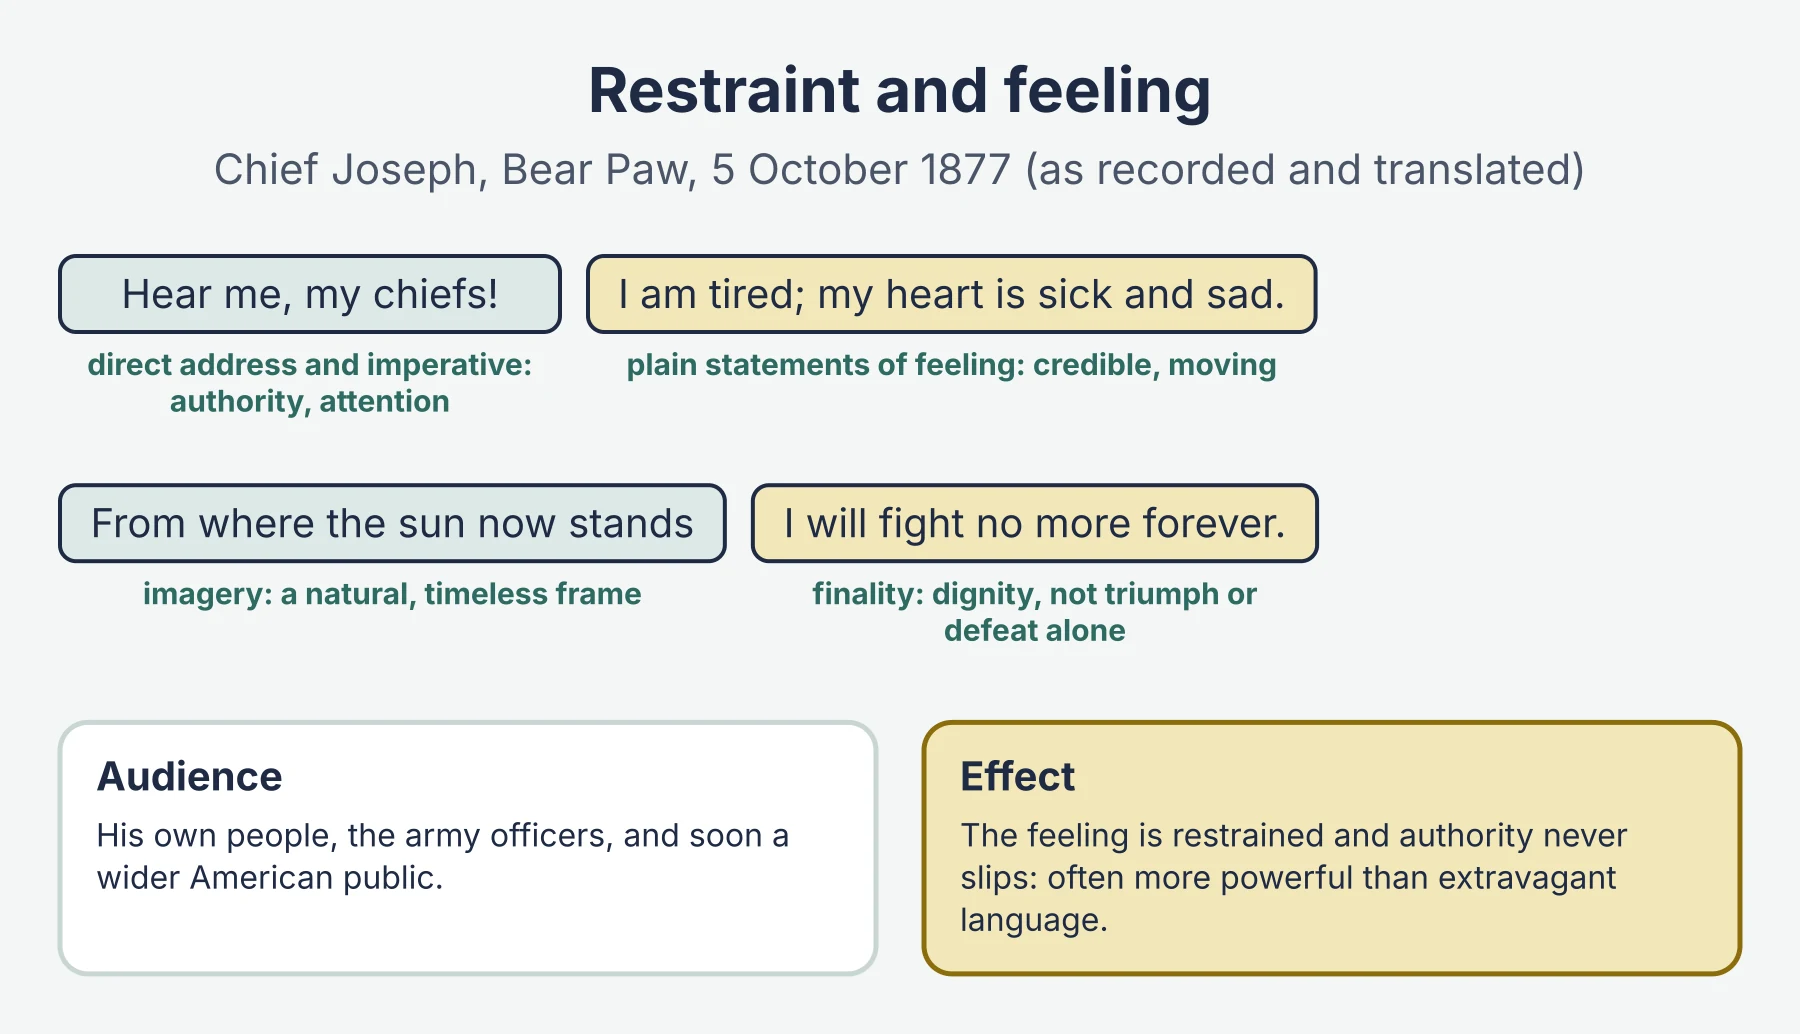 Restraint and feeling
Chief Joseph, Bear Paw, 5 October 1877 (as recorded and translated)
Hear me, my chiefs!
direct address and imperative:
authority, attention
I am tired; my heart is sick and sad.
plain statements of feeling: credible, moving
From where the sun now stands
imagery: a natural, timeless frame
I will fight no more forever.
finality: dignity, not triumph or
defeat alone
Audience
His own people, the army officers, and soon a
wider American public.
Effect
The feeling is restrained and authority never
slips: often more powerful than extravagant
language.